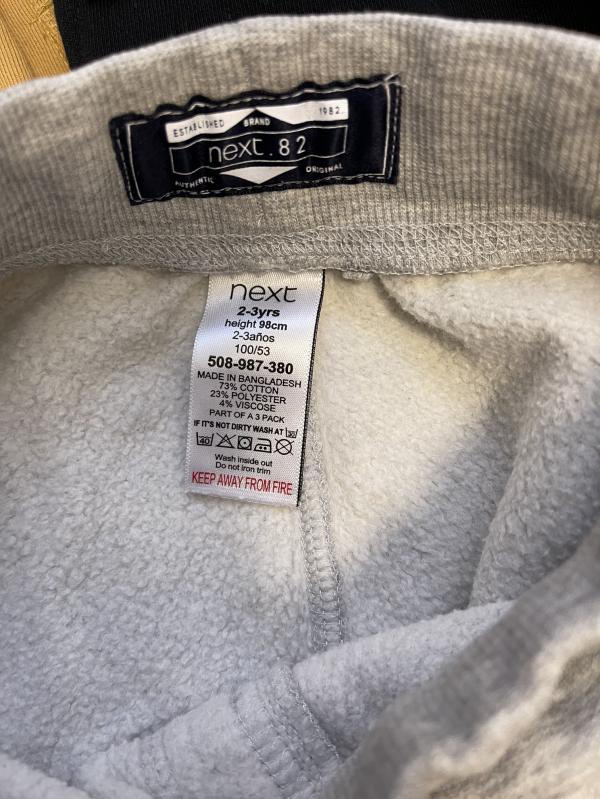 ESTABLISHED BRAND 1982.
next.82
AUTHENTIC ORIGINAL
next
2-3yrs
height 98cm
2-3años
100/53
508-987-380
MADE IN BANGLADESH
73% COTTON
23% POLYESTER
4% VISCOSE
PART OF A 3 PACK
IF IT'S NOT DIRTY WASH AT 30
40
Wash inside out
Do not iron trim
KEEP AWAY FROM FIRE